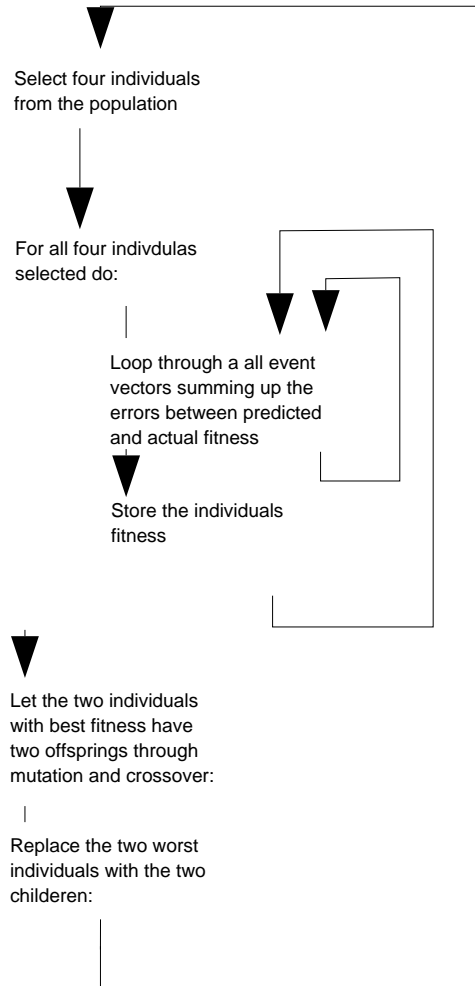 Select four individuals
from the population
For all four indivdulas
selected do:
Loop through a all event
vectors summing up the
errors between predicted
and actual fitness
Store the individuals
fitness
Let the two individuals
with best fitness have
two offsprings through
mutation and crossover:
Replace the two worst
individuals with the two
childeren: